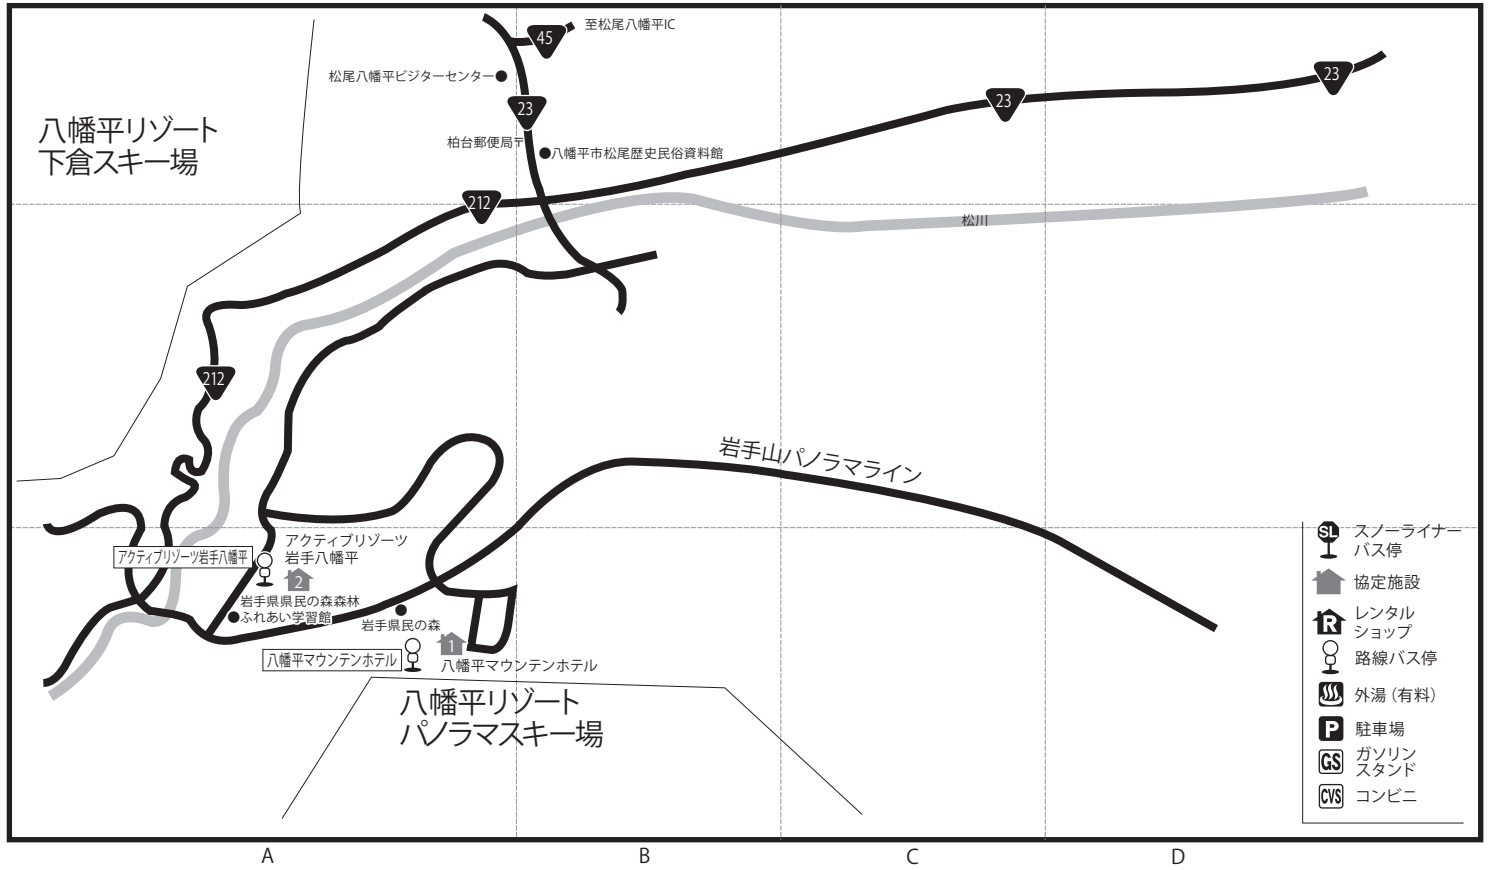 至松尾八幡平IC
45
松尾八幡平ビジターセンター
23
23
23
八幡平リゾート
下倉スキー場
柏台郵便局〒
八幡平市松尾歴史民俗資料館
212
松川
212
岩手山パノラマライン
アクティブリゾーツ岩手八幡平
アクティブリゾーツ
岩手八幡平
2
岩手県県民の森森林
ふれあい学習館
岩手県民の森
1
八幡平マウンテンホテル
八幡平マウンテンホテル
八幡平リゾート
パノラマスキー場
SL
スノーライナー
バス停
協定施設
R
レンタル
ショップ
路線バス停
外湯（有料）
P
駐車場
GS
ガソリン
スタンド
CVS
コンビニ
A
B
C
D